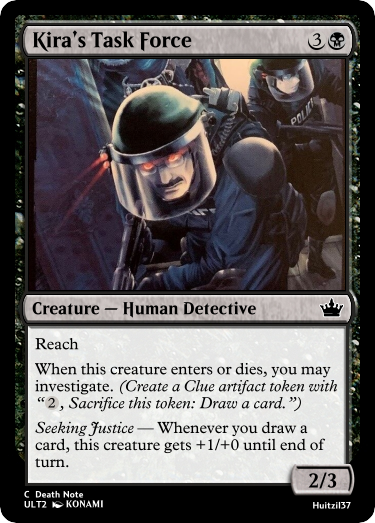 Kira's Task Force 3
POLICE
Creature — Human Detective
Reach
When this creature enters or dies, you may
investigate. (Create a Clue artifact token with
“2, Sacrifice this token: Draw a card.”)
Seeking Justice — Whenever you draw a
card, this creature gets +1/+0 until end of
turn.
2/3
C Death Note
ULT2 KONAMI
Huitzil37